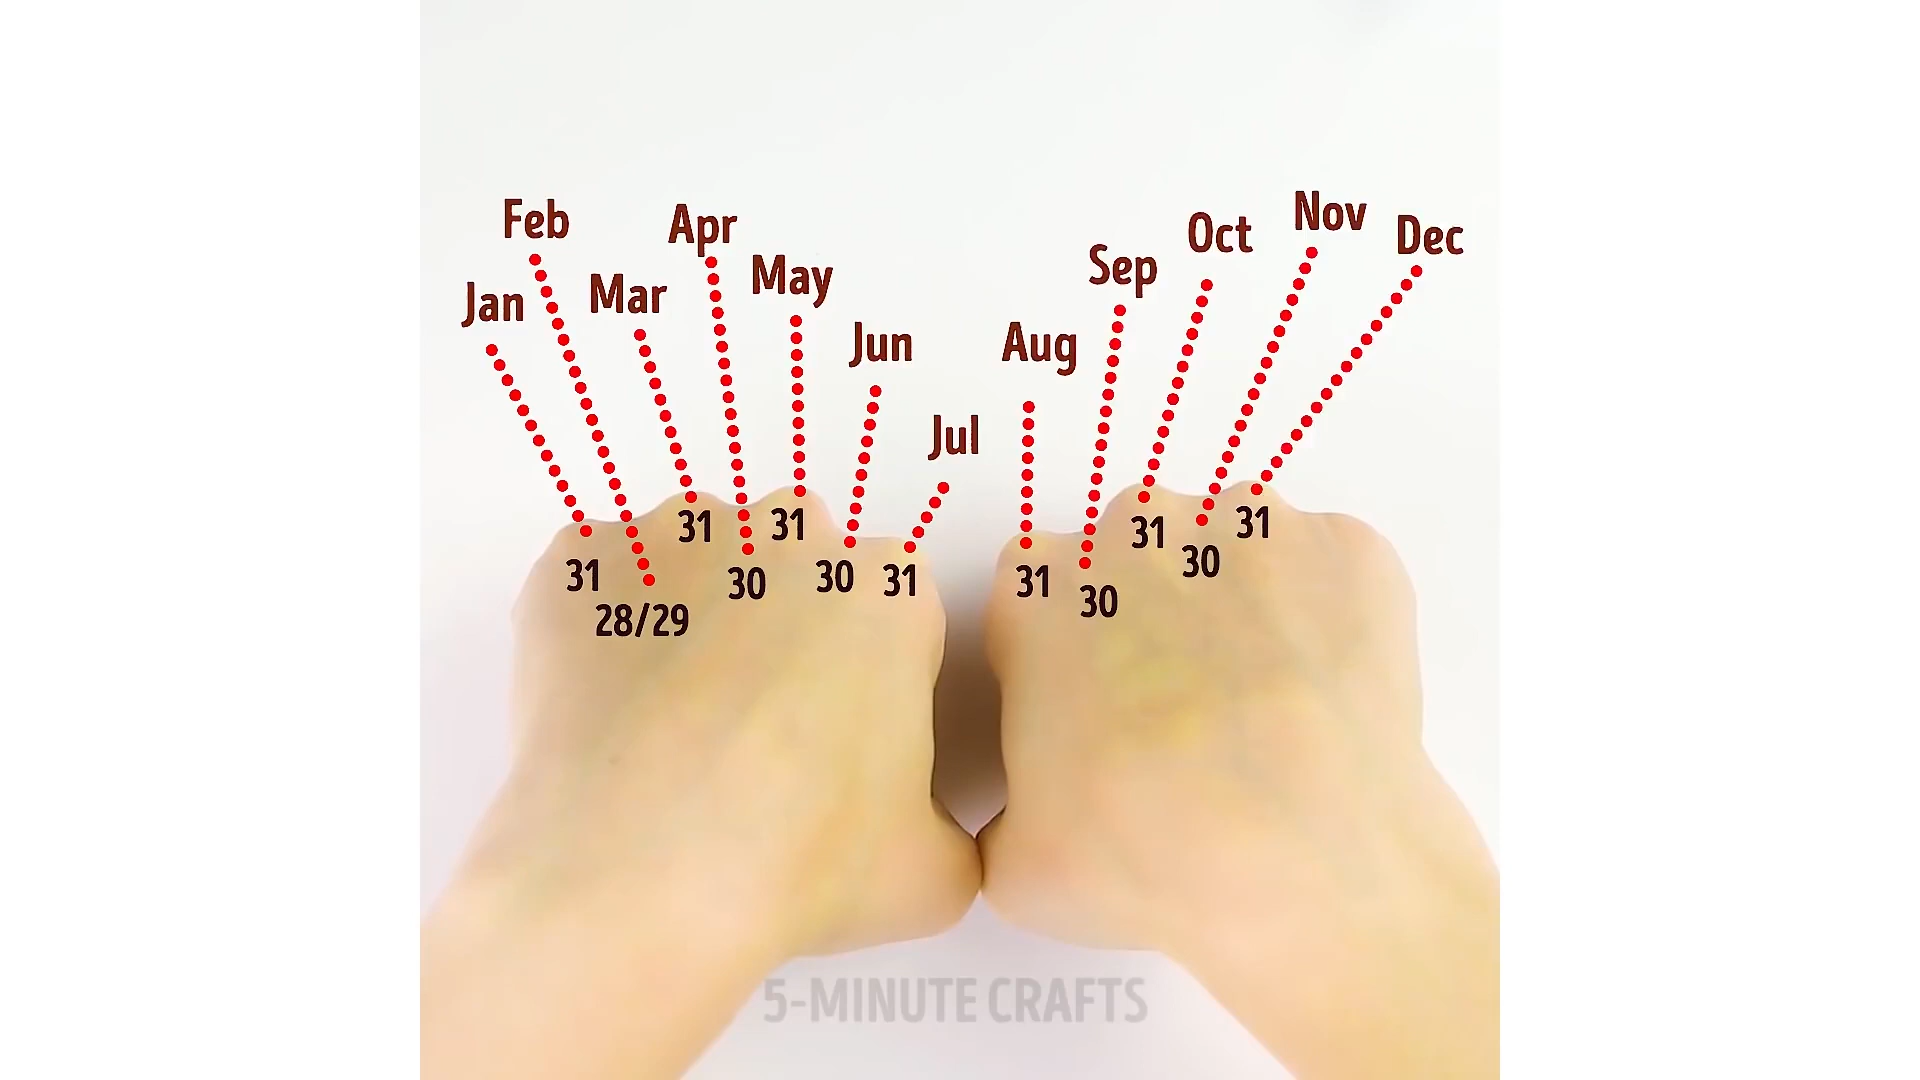 Jan
Feb
Mar
Apr
May
Jun
Jul
Aug
Sep
Oct
Nov
Dec
31
28/29
31
30
31
30
31
31
30
31
30
31
5-MINUTE CRAFTS